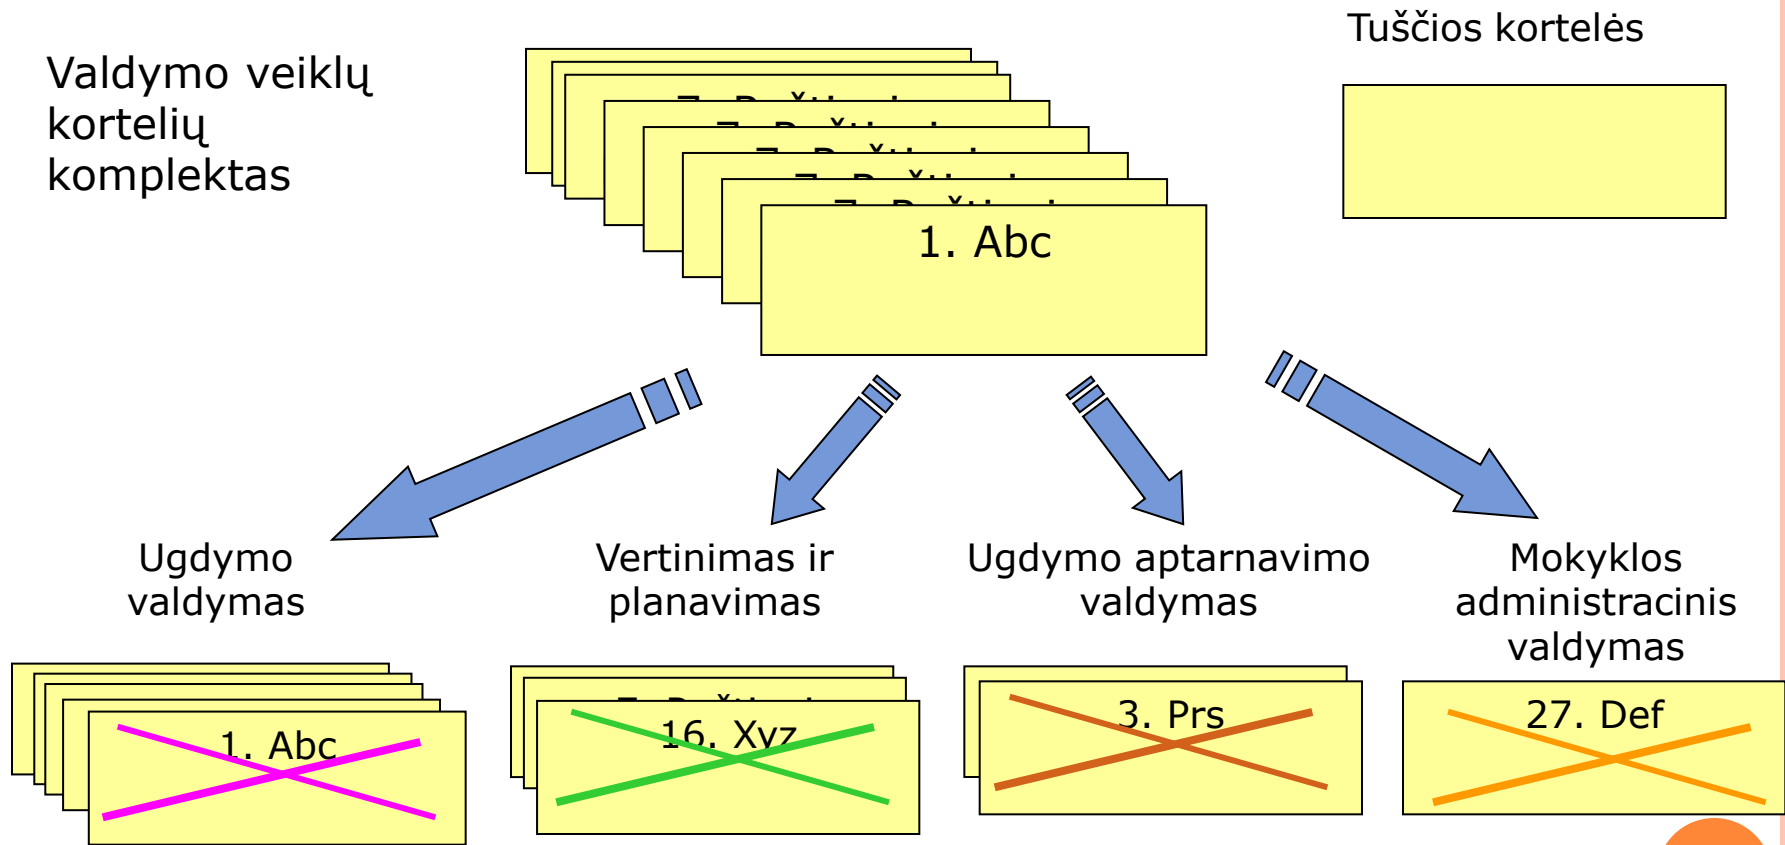 Tuščios kortelės
Valdymo veiklų
kortelių
komplektas
1. Abc
Ugdymo
valdymas
Vertinimas ir
planavimas
Ugdymo aptarnavimo
valdymas
Mokyklos
administracinis
valdymas
1. Abc
16. Xyz
3. Prs
27. Def